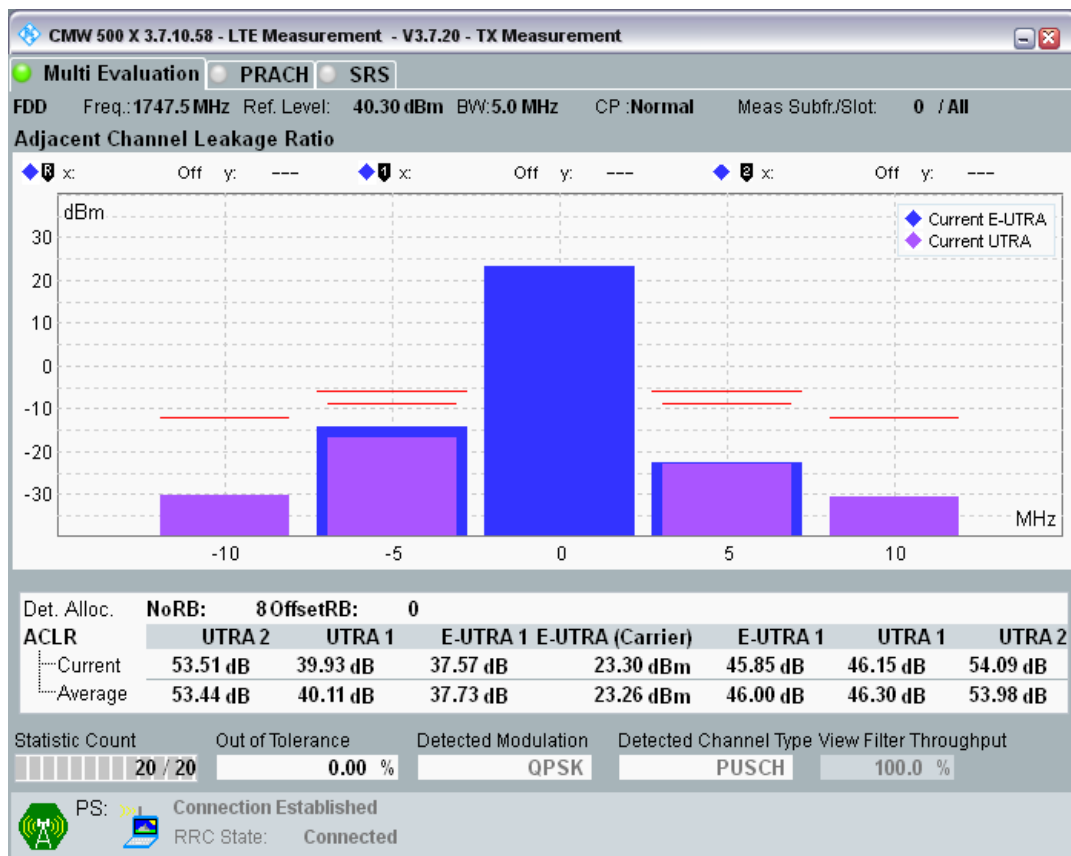 CMW 500 X 3.7.10.58 - LTE Measurement - V3.7.20 - TX Measurement
Multi Evaluation PRACH SRS
FDD Freq.:1747.5 MHz Ref. Level: 40.30 dBm BW:5.0 MHz CP :Normal Meas Subfr./Slot: 0 / All
Adjacent Channel Leakage Ratio
R x: Off y: --- 1 x: Off y: --- 2 x: Off y: ---
dBm
Current E-UTRA
Current UTRA
30
20
10
0
-10
-20
-30
MHz
-10 -5 0 5 10
Det. Alloc. NoRB: 8 OffsetRB: 0
ACLR UTRA 2 UTRA 1 E-UTRA 1 E-UTRA (Carrier) E-UTRA 1 UTRA 1 UTRA 2
Current 53.51 dB 39.93 dB 37.57 dB 23.30 dBm 45.85 dB 46.15 dB 54.09 dB
Average 53.44 dB 40.11 dB 37.73 dB 23.26 dBm 46.00 dB 46.30 dB 53.98 dB
Statistic Count Out of Tolerance Detected Modulation Detected Channel Type View Filter Throughput
20 / 20 0.00 % QPSK PUSCH 100.0 %
PS: Connection Established
RRC State: Connected